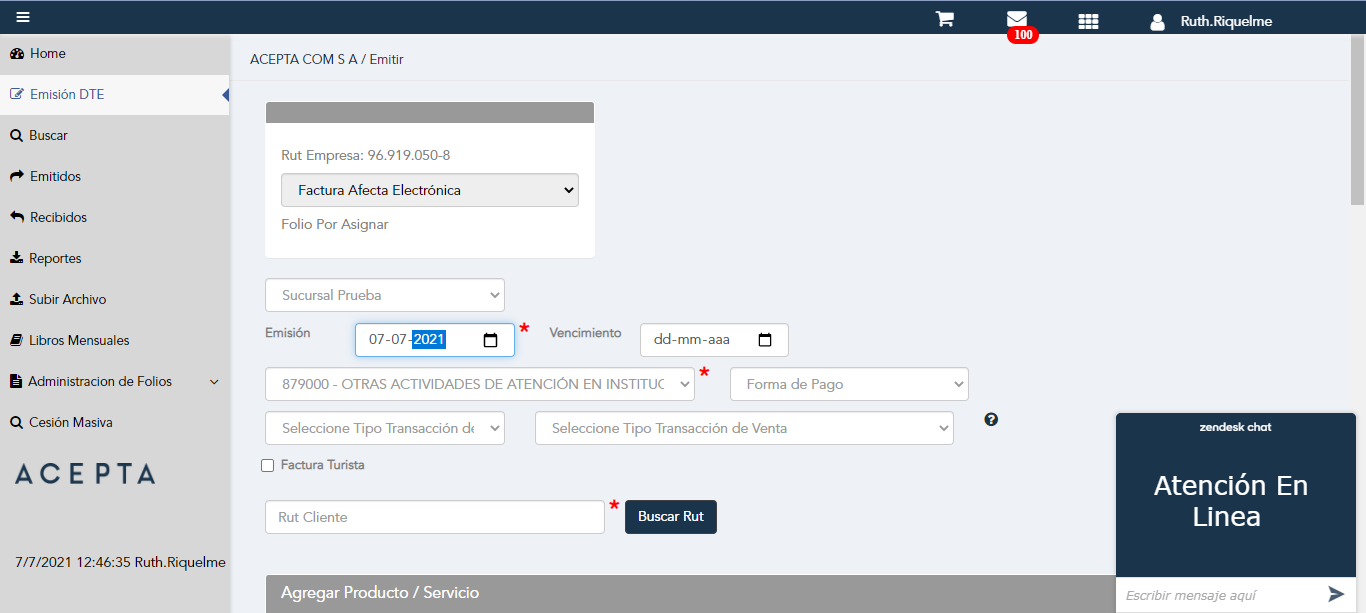 100
Ruth.Riquelme
Home
Emisión DTE
Buscar
Emitidos
Recibidos
Reportes
Subir Archivo
Libros Mensuales
Administracion de Folios
Cesión Masiva
ACEPTA
7/7/2021 12:46:35 Ruth.Riquelme
ACEPTA COM S A / Emitir
Rut Empresa: 96.919.050-8
Factura Afecta Electrónica
Folio Por Asignar
Sucursal Prueba
Emisión 07-07-2021 * Vencimiento dd-mm-aaa
879000 - OTRAS ACTIVIDADES DE ATENCIÓN EN INSTITUC * Forma de Pago
Seleccione Tipo Transacción de Seleccione Tipo Transacción de Venta ?
Factura Turista
Rut Cliente * Buscar Rut
Agregar Producto / Servicio
zendesk chat
Atención En
Linea
Escribir mensaje aquí